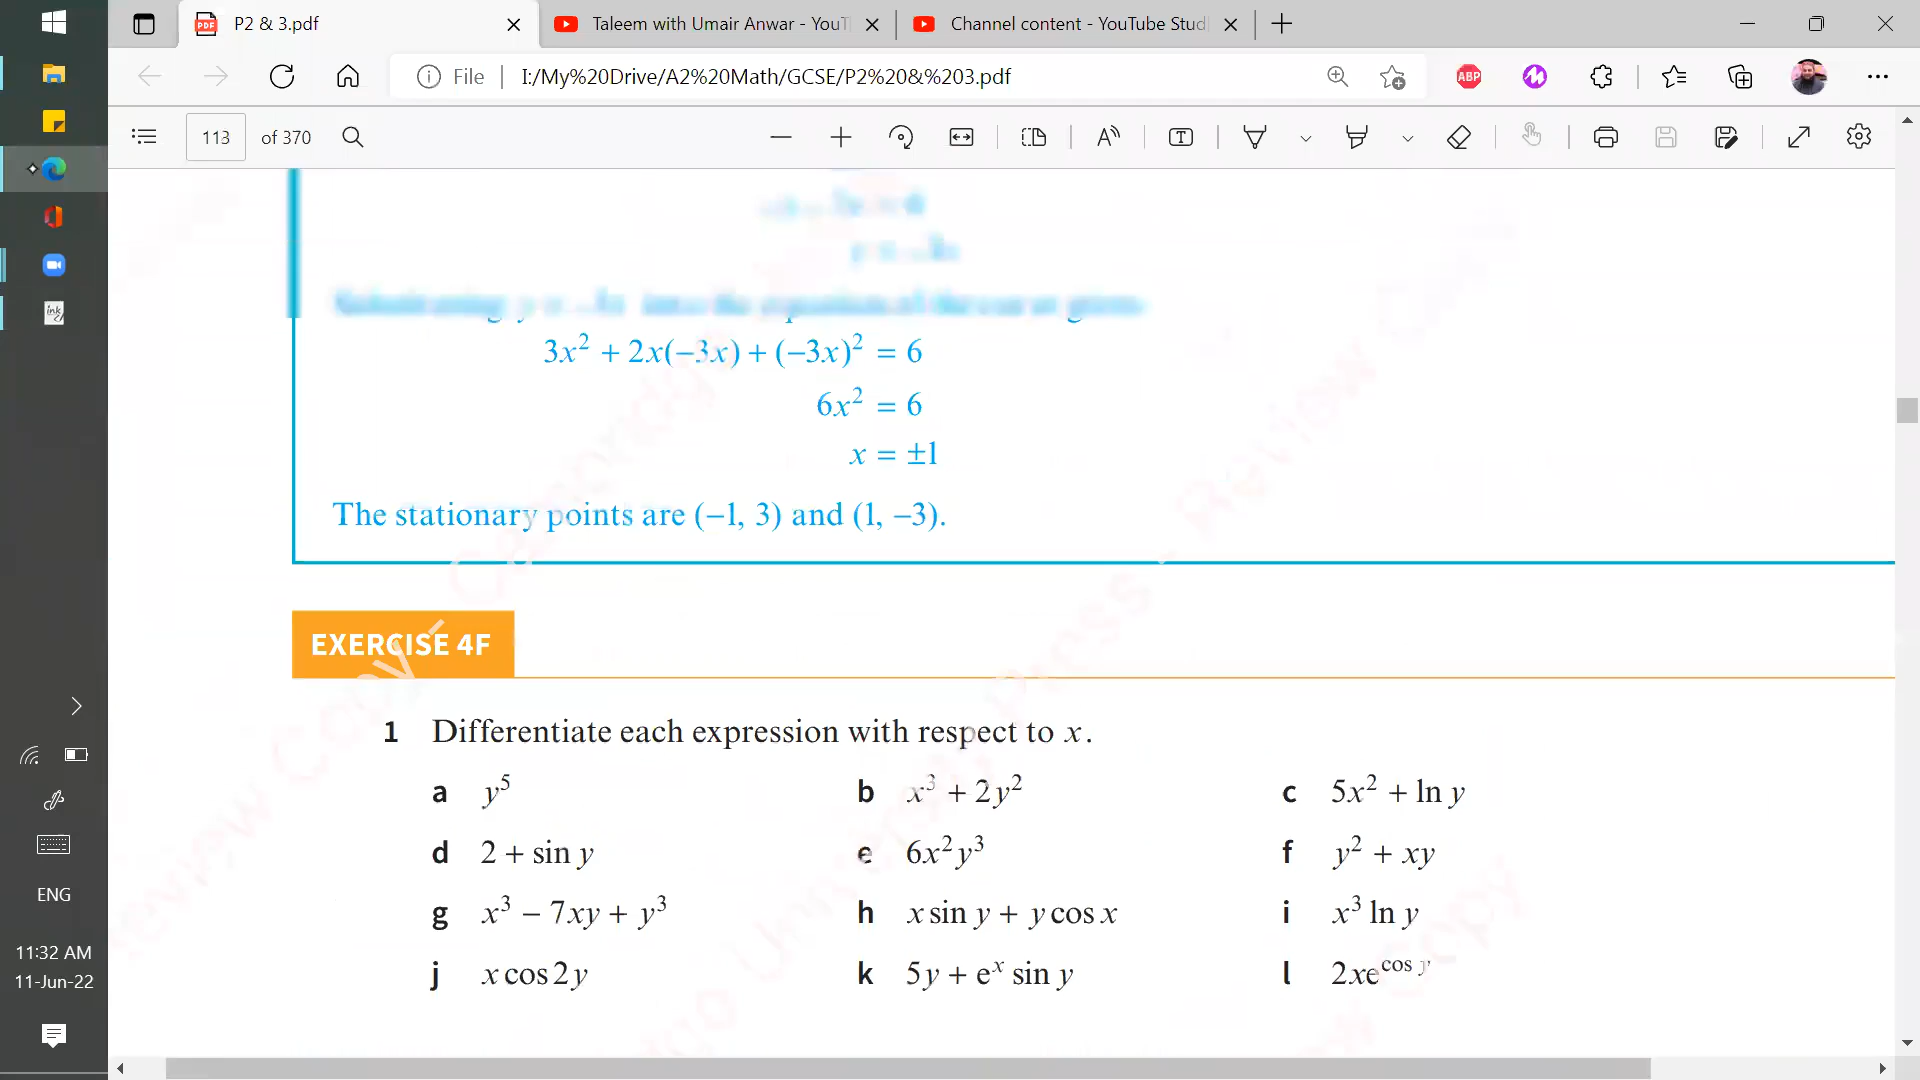 P2 & 3.pdf
Taleem with Umair Anwar - YouT
Channel content - YouTube Stud
File
I:/My%20Drive/A2%20Math/GCSE/P2%20&%203.pdf
ABP
113 of 370
3x² + 2x(−3x) + (−3x)² = 6
6x² = 6
x = ±1
The stationary points are (−1, 3) and (1, −3).
EXERCISE 4F
1 Differentiate each expression with respect to x.
a y⁵ b x³ + 2y² c 5x² + ln y
d 2 + sin y e 6x²y³ f y² + xy
g x³ − 7xy + y³ h x sin y + y cos x i x³ ln y
j x cos 2y k 5y + eˣ sin y l 2xe^cos y
ENG
11:32 AM
11-Jun-22